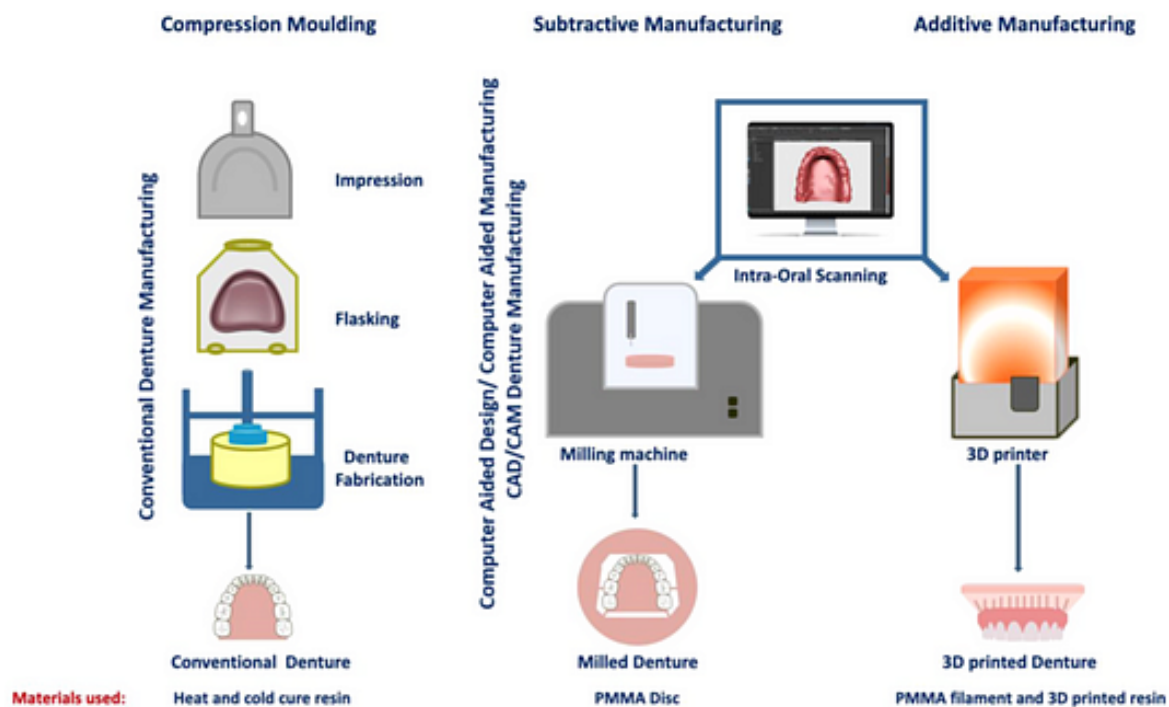 Compression Moulding
Subtractive Manufacturing
Additive Manufacturing
Conventional Denture Manufacturing
Impression
Flasking
Denture
Fabrication
Conventional Denture
Computer Aided Design/ Computer Aided Manufacturing
CAD/CAM Denture Manufacturing
Intra-Oral Scanning
Milling machine
3D printer
Milled Denture
3D printed Denture
Materials used:
Heat and cold cure resin
PMMA Disc
PMMA filament and 3D printed resin